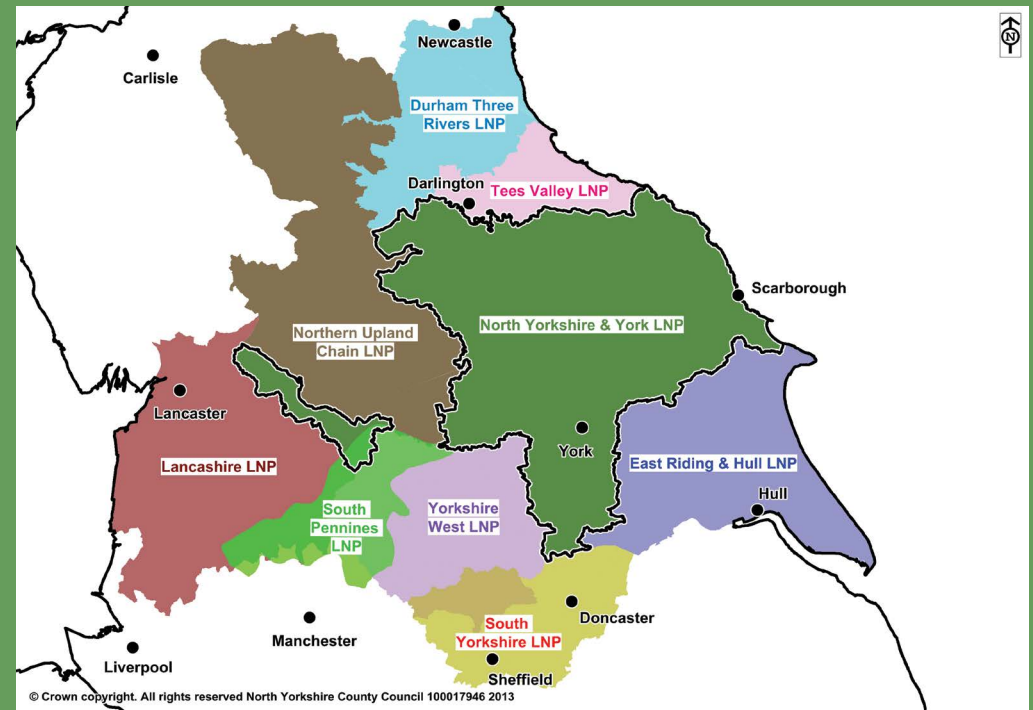 N
Newcastle
Carlisle
Durham Three
Rivers LNP
Darlington
Tees Valley LNP
Scarborough
North Yorkshire & York LNP
Northern Upland
Chain LNP
Lancaster
York
Lancashire LNP
East Riding & Hull LNP
Hull
South
Pennines
LNP
Yorkshire
West LNP
Doncaster
South
Yorkshire LNP
Manchester
Liverpool
Sheffield
© Crown copyright. All rights reserved North Yorkshire County Council 100017946 2013